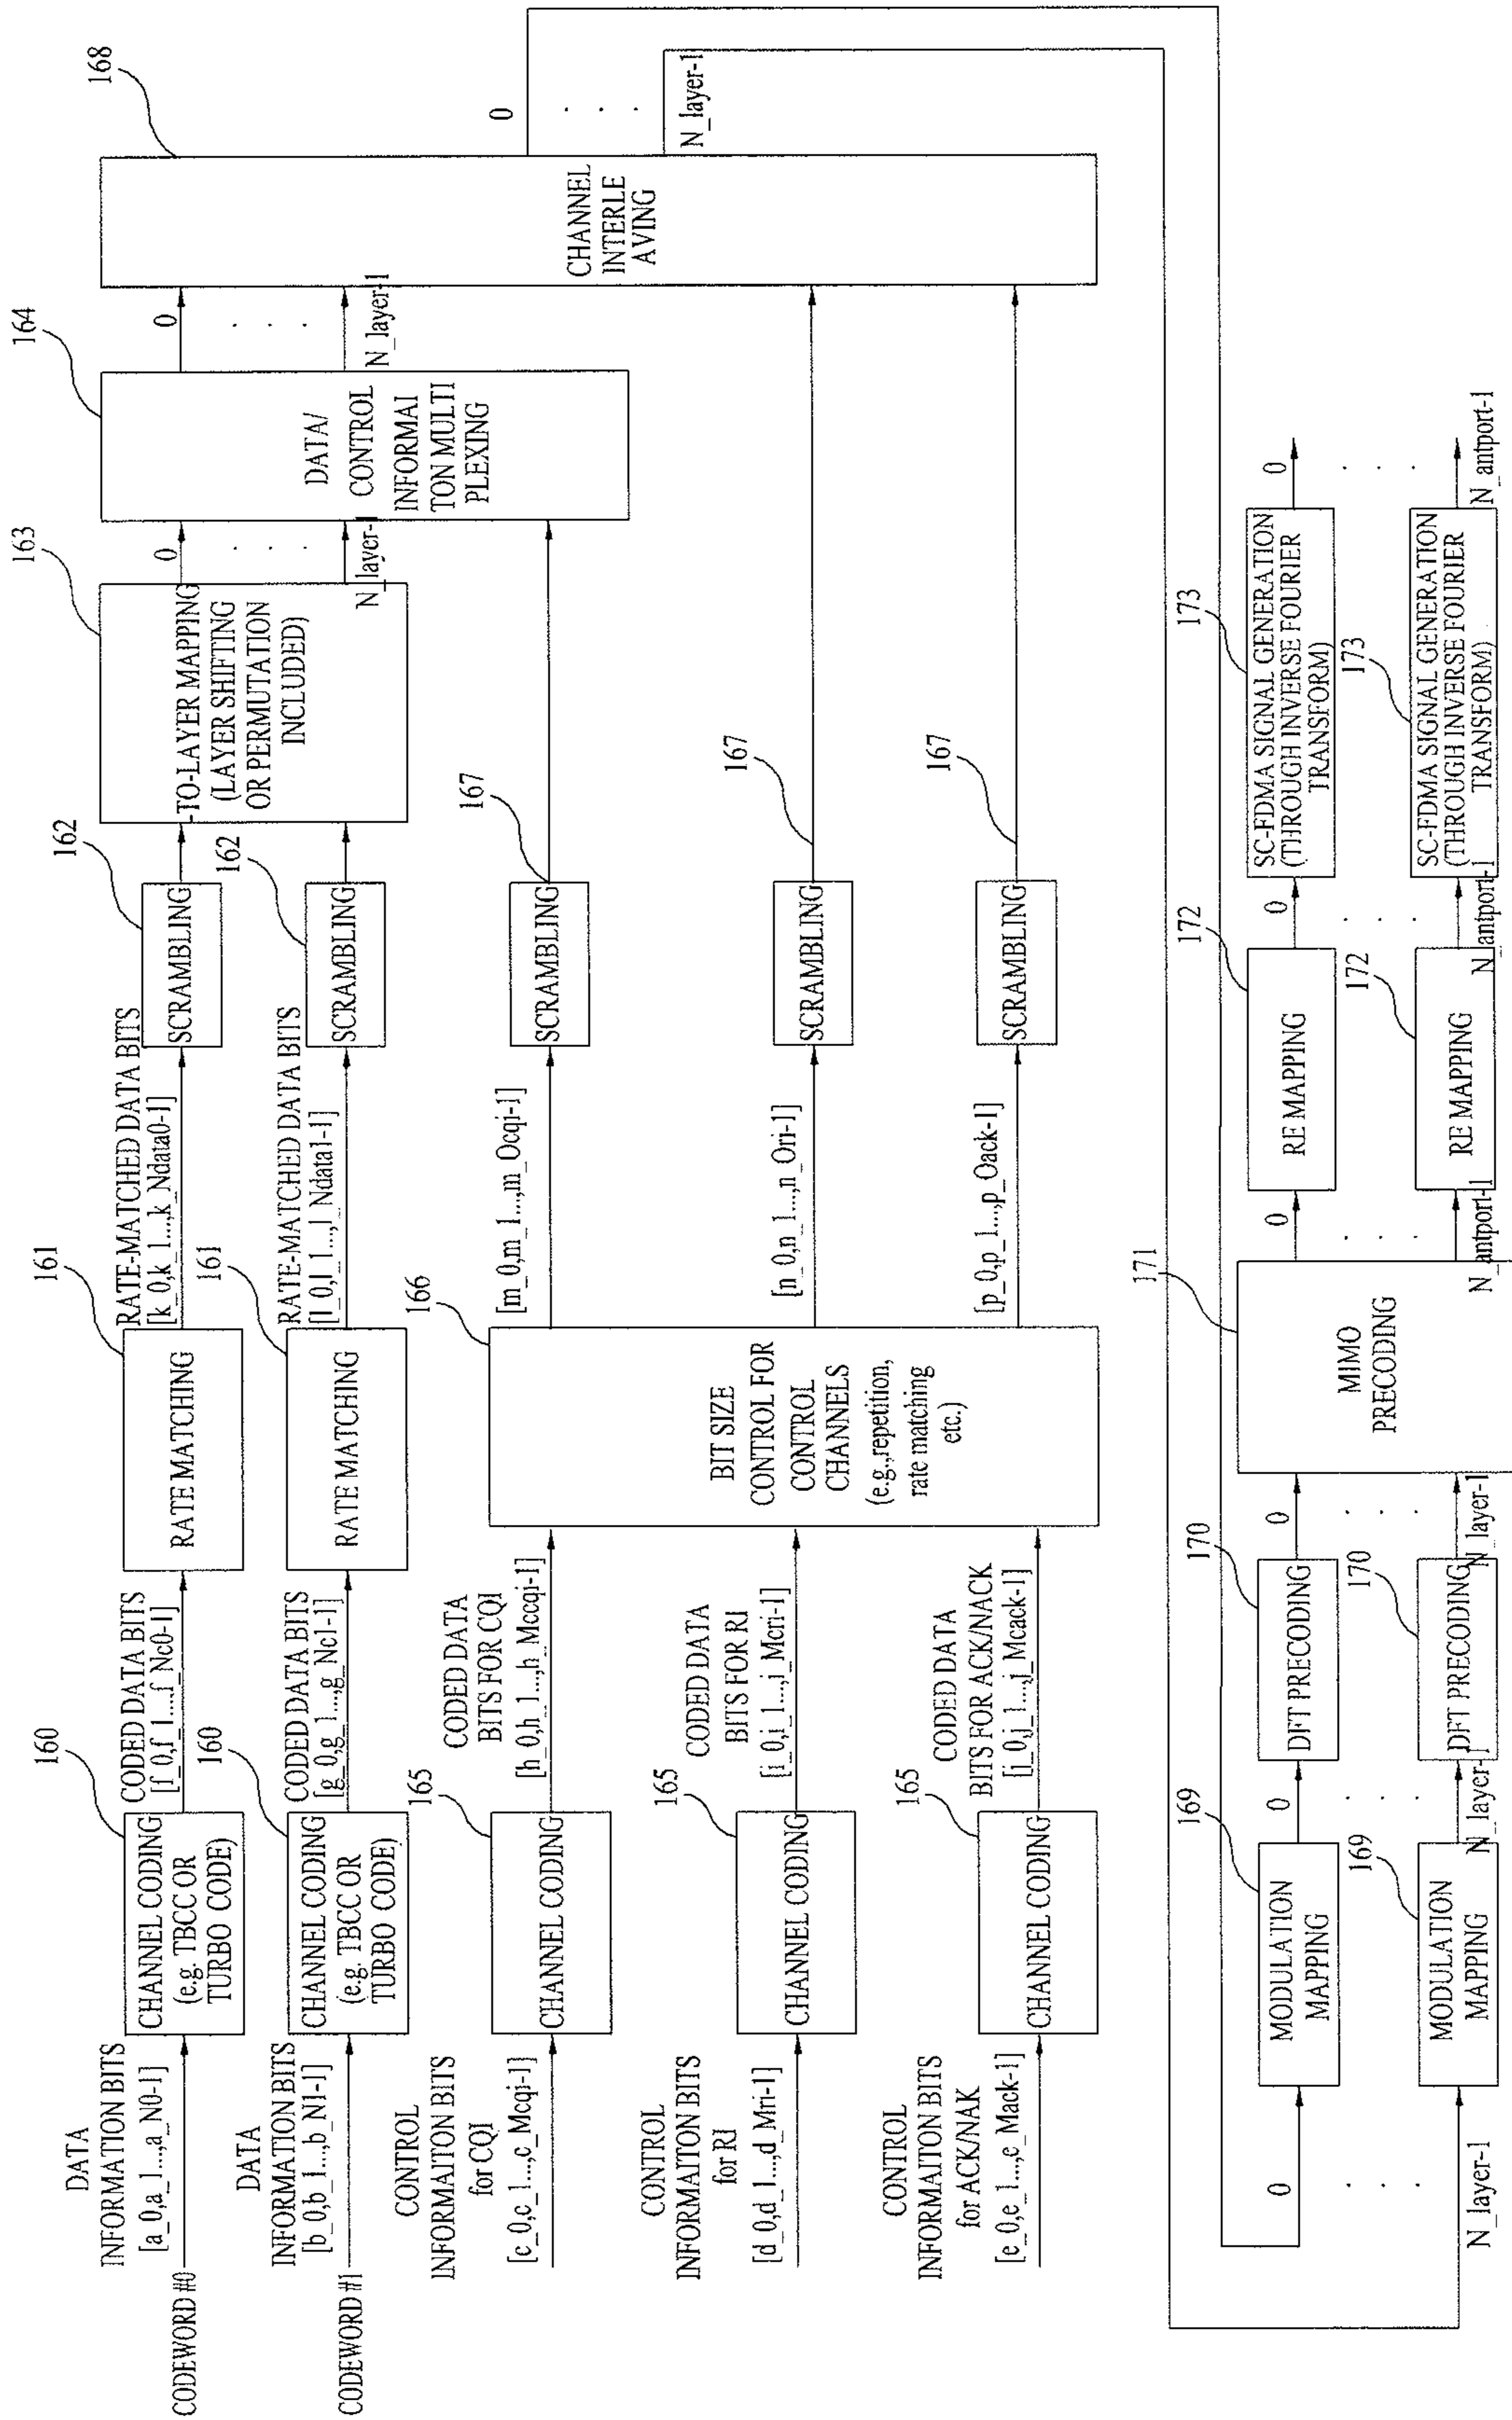 DATA
INFORMATION BITS
[a_0,a_1...,a_N0-1]
CODEWORD #0
160
CHANNEL CODING
(e.g. TBCC OR
TURBO CODE)
CODED DATA BITS
[f_0,f_1...,f_Nc0-1]
161
RATE MATCHING
RATE-MATCHED DATA BITS
[k_0,k_1...,k_Ndata0-1]
162
SCRAMBLING
163
-TO-LAYER MAPPING
(LAYER SHIFTING
OR PERMUTATION
INCLUDED)
0
. . .
N_layer-1
164
DATA/
CONTROL
INFORMAI
TON MULTI
PLEXING
0
. . .
N_layer-1
168
CHANNEL
INTERLE
AVING
0
. . .
N_layer-1
DATA
INFORMATION BITS
[b_0,b_1...,b_N1-1]
CODEWORD #1
160
CHANNEL CODING
(e.g. TBCC OR
TURBO CODE)
CODED DATA BITS
[g_0,g_1...,g_Nc1-1]
161
RATE MATCHING
RATE-MATCHED DATA BITS
[l_0,l_1...,l_Ndata1-1]
162
SCRAMBLING
CONTROL
INFORMAITON BITS
for CQI
[c_0,c_1...,c_Mcqi-1]
165
CHANNEL CODING
CODED DATA
BITS FOR CQI
[h_0,h_1...,h_Mccqi-1]
166
BIT SIZE
CONTROL FOR
CONTROL
CHANNELS
(e.g.,repetition,
rate matching
etc.)
[m_0,m_1...,m_Ocqi-1]
SCRAMBLING
167
CONTROL
INFORMAITON BITS
for RI
[d_0,d_1...,d_Mri-1]
165
CHANNEL CODING
CODED DATA
BITS FOR RI
[i_0,i_1...,i_Mcri-1]
[n_0,n_1...,n_Ori-1]
SCRAMBLING
167
CONTROL
INFORMAITON BITS
for ACK/NAK
[e_0,e_1...,e_Mack-1]
165
CHANNEL CODING
CODED DATA
BITS FOR ACK/NACK
[j_0,j_1...,j_Mcack-1]
[p_0,p_1...,p_Oack-1]
SCRAMBLING
167
0
. . .
N_layer-1
169
MODULATION
MAPPING
169
MODULATION
MAPPING
0
. . .
N_layer-1
170
DFT PRECODING
170
DFT PRECODING
0
. . .
N_layer-1
171
MIMO
PRECODING
0
. . .
N_antport-1
172
RE MAPPING
172
RE MAPPING
0
. . .
N_antport-1
173
SC-FDMA SIGNAL GENERATION
(THROUGH INVERSE FOURIER
TRANSFORM)
173
SC-FDMA SIGNAL GENERATION
(THROUGH INVERSE FOURIER
TRANSFORM)
0
. . .
N_antport-1